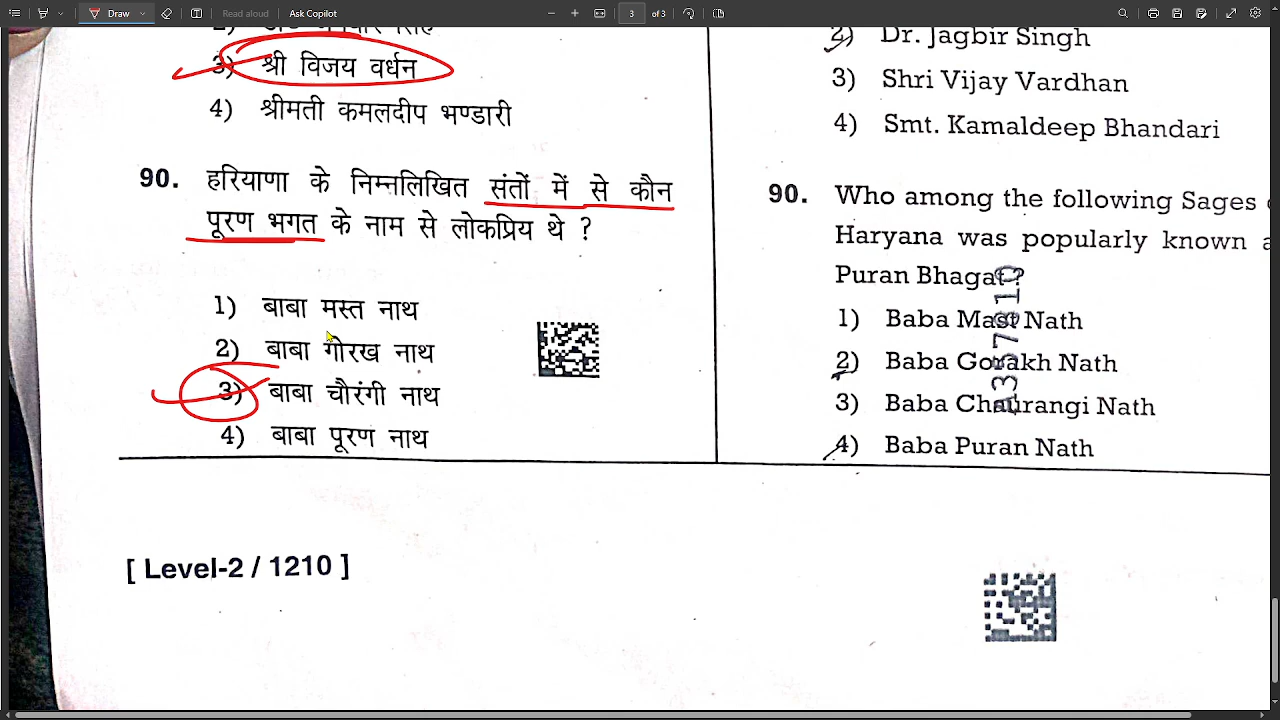 Draw
Read aloud
Ask Copilot
3
of 3
3) श्री विजय वर्धन
4) श्रीमती कमलदीप भण्डारी
90. हरियाणा के निम्नलिखित संतों में से कौन
पूरण भगत के नाम से लोकप्रिय थे ?
1) बाबा मस्त नाथ
2) बाबा गोरख नाथ
3) बाबा चौरंगी नाथ
4) बाबा पूरण नाथ
[ Level-2 / 1210 ]
2) Dr. Jagbir Singh
3) Shri Vijay Vardhan
4) Smt. Kamaldeep Bhandari
90. Who among the following Sages
Haryana was popularly known
Puran Bhagat ?
1) Baba Mast Nath
2) Baba Gorakh Nath
3) Baba Chaurangi Nath
4) Baba Puran Nath